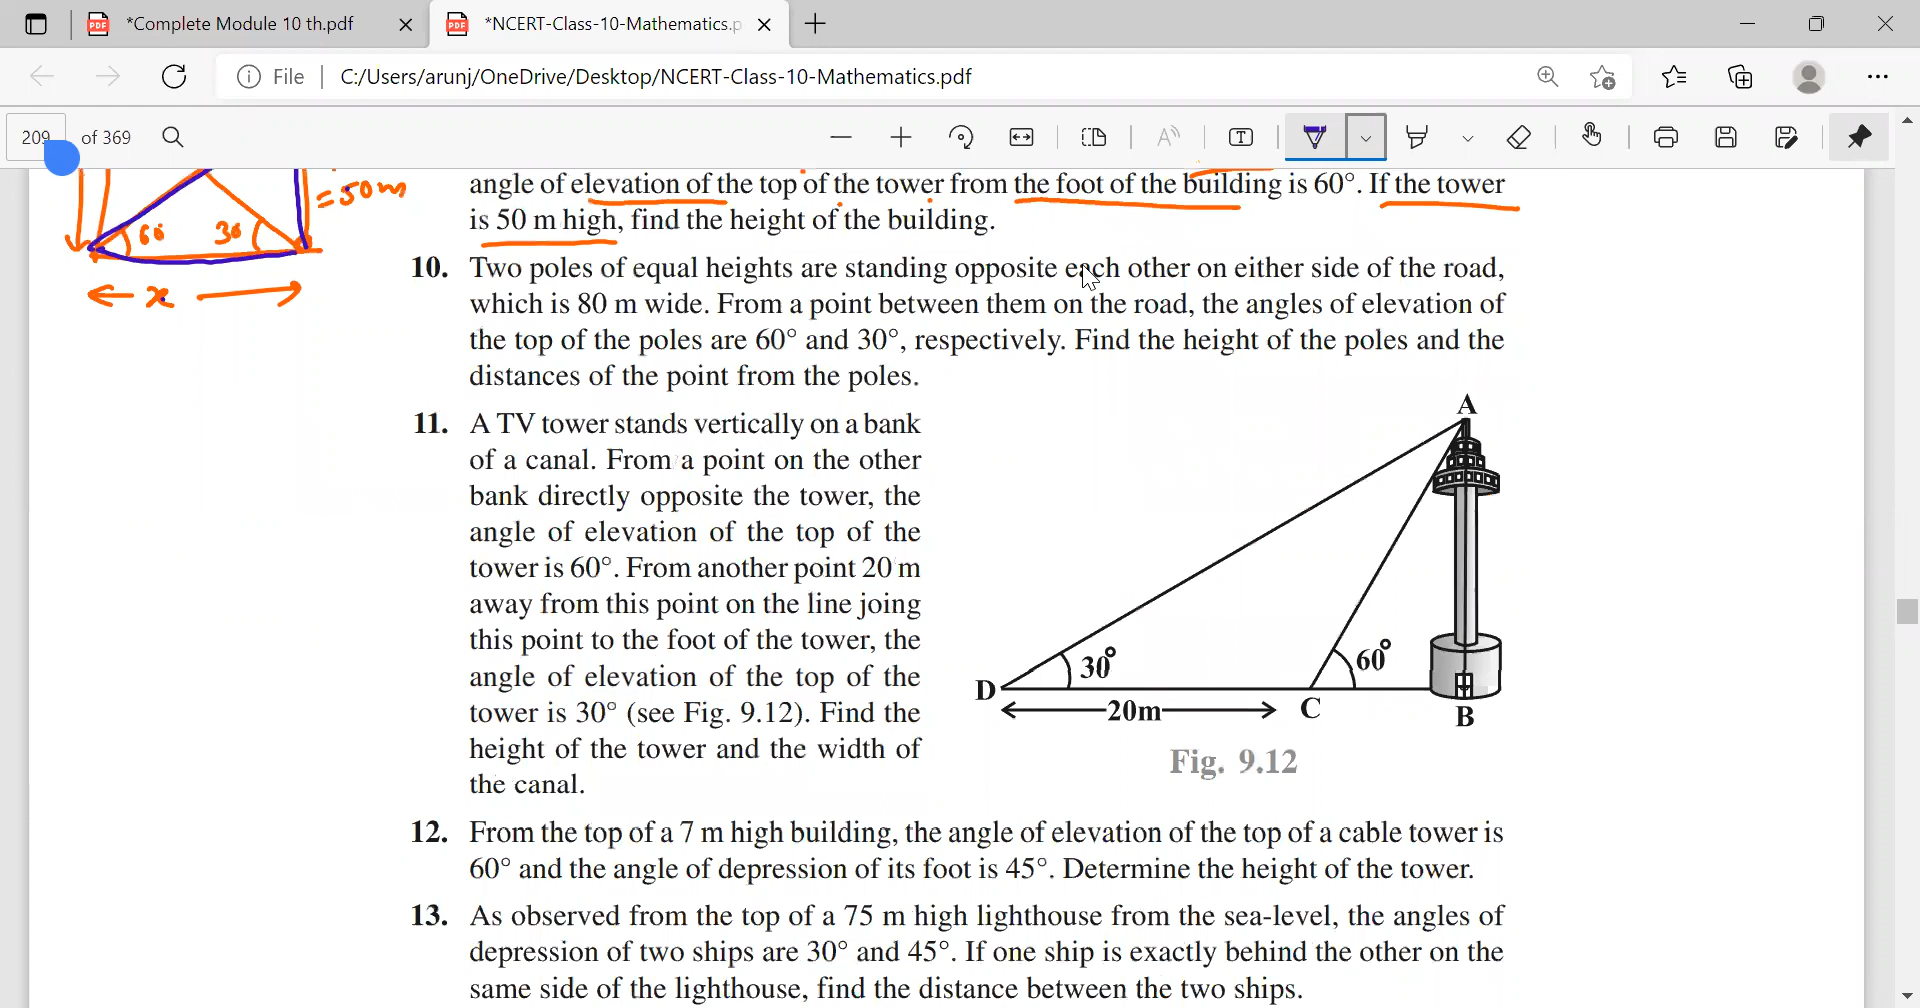 *Complete Module 10 th.pdf
*NCERT-Class-10-Mathematics.p
File
C:/Users/arunj/OneDrive/Desktop/NCERT-Class-10-Mathematics.pdf
209 of 369
= 50m
60 30
x
angle of elevation of the top of the tower from the foot of the building is 60°. If the tower
is 50 m high, find the height of the building.
10. Two poles of equal heights are standing opposite each other on either side of the road,
which is 80 m wide. From a point between them on the road, the angles of elevation of
the top of the poles are 60° and 30°, respectively. Find the height of the poles and the
distances of the point from the poles.
11. A TV tower stands vertically on a bank
of a canal. From a point on the other
bank directly opposite the tower, the
angle of elevation of the top of the
tower is 60°. From another point 20 m
away from this point on the line joing
this point to the foot of the tower, the
angle of elevation of the top of the
tower is 30° (see Fig. 9.12). Find the
height of the tower and the width of
the canal.
A
30° 60°
D
20m C B
Fig. 9.12
12. From the top of a 7 m high building, the angle of elevation of the top of a cable tower is
60° and the angle of depression of its foot is 45°. Determine the height of the tower.
13. As observed from the top of a 75 m high lighthouse from the sea-level, the angles of
depression of two ships are 30° and 45°. If one ship is exactly behind the other on the
same side of the lighthouse, find the distance between the two ships.